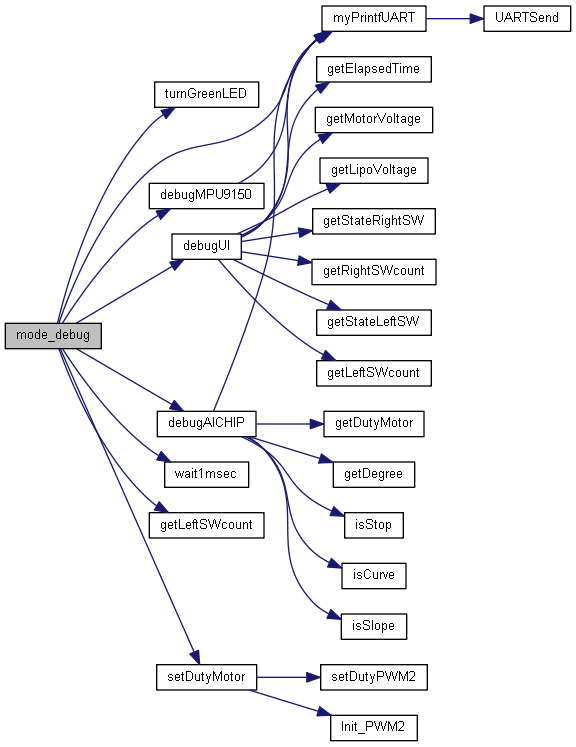 myPrintfUART
UARTSend
getElapsedTime
turnGreenLED
getMotorVoltage
getLipoVoltage
debugMPU9150
getStateRightSW
debugUI
getRightSWcount
getStateLeftSW
mode_debug
getLeftSWcount
debugAICHIP
getDutyMotor
wait1msec
getDegree
getLeftSWcount
isStop
isCurve
isSlope
setDutyMotor
setDutyPWM2
Init_PWM2